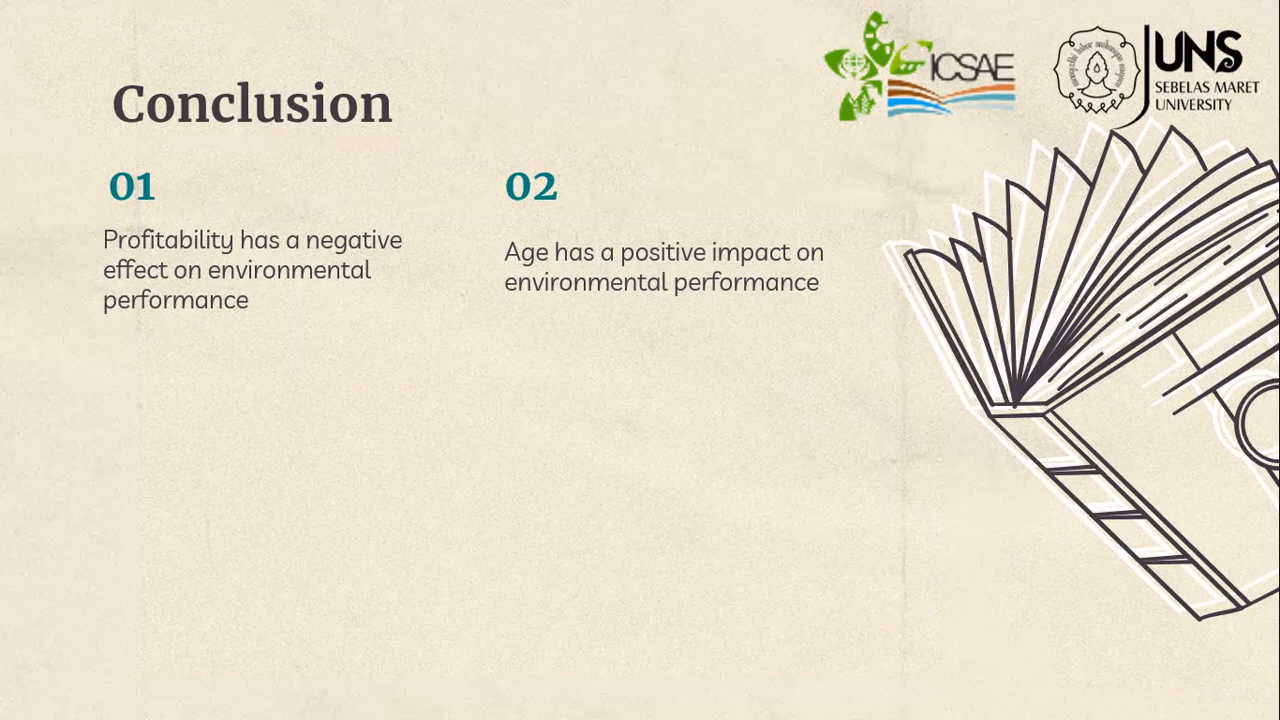 ICSAE
UNS
SEBELAS MARET
UNIVERSITY
Conclusion
01
Profitability has a negative
effect on environmental
performance
02
Age has a positive impact on
environmental performance